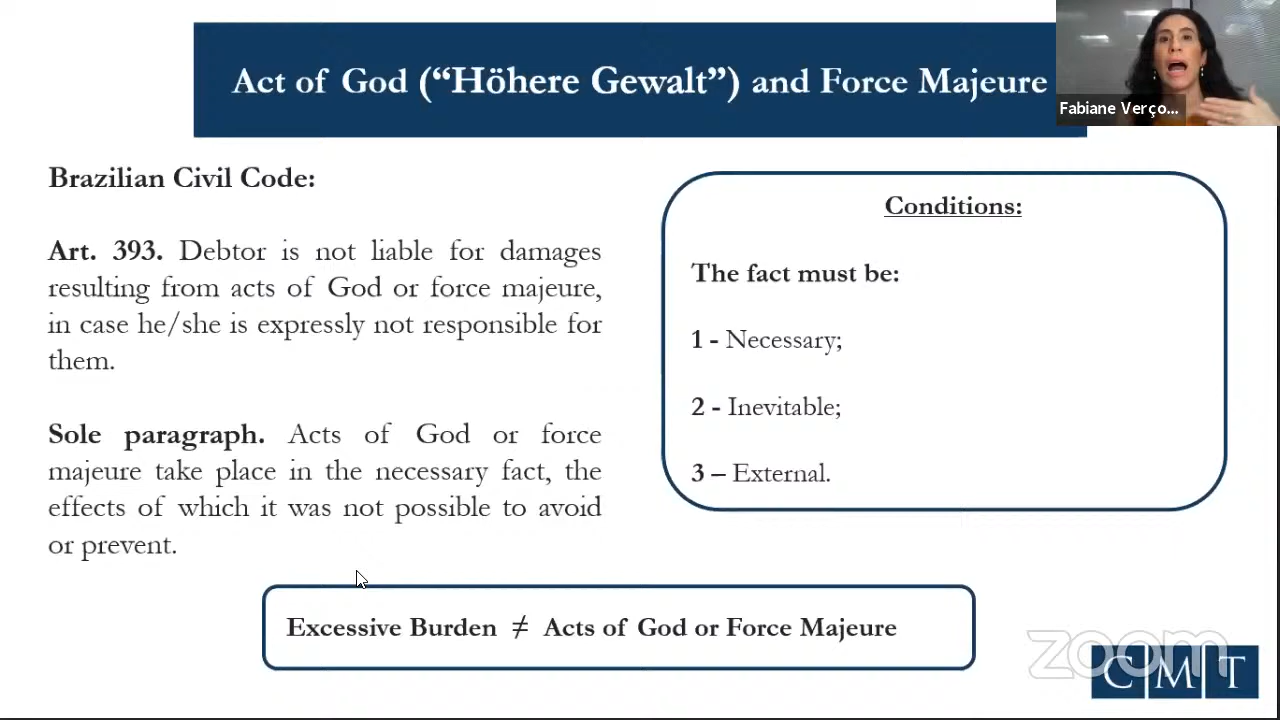 Act of God (“Höhere Gewalt”) and Force Majeure
Fabiane Verço...
Brazilian Civil Code:
Art. 393. Debtor is not liable for damages
resulting from acts of God or force majeure,
in case he/she is expressly not responsible for
them.
Sole paragraph. Acts of God or force
majeure take place in the necessary fact, the
effects of which it was not possible to avoid
or prevent.
Conditions:
The fact must be:
1 - Necessary;
2 - Inevitable;
3 – External.
Excessive Burden ≠ Acts of God or Force Majeure
zoom
CMT